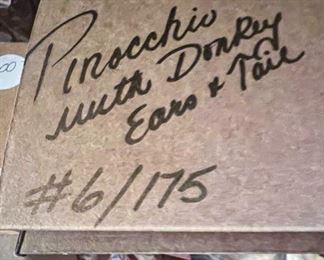 Pinocchio
with Donkey
Ears + Tail
#6/175